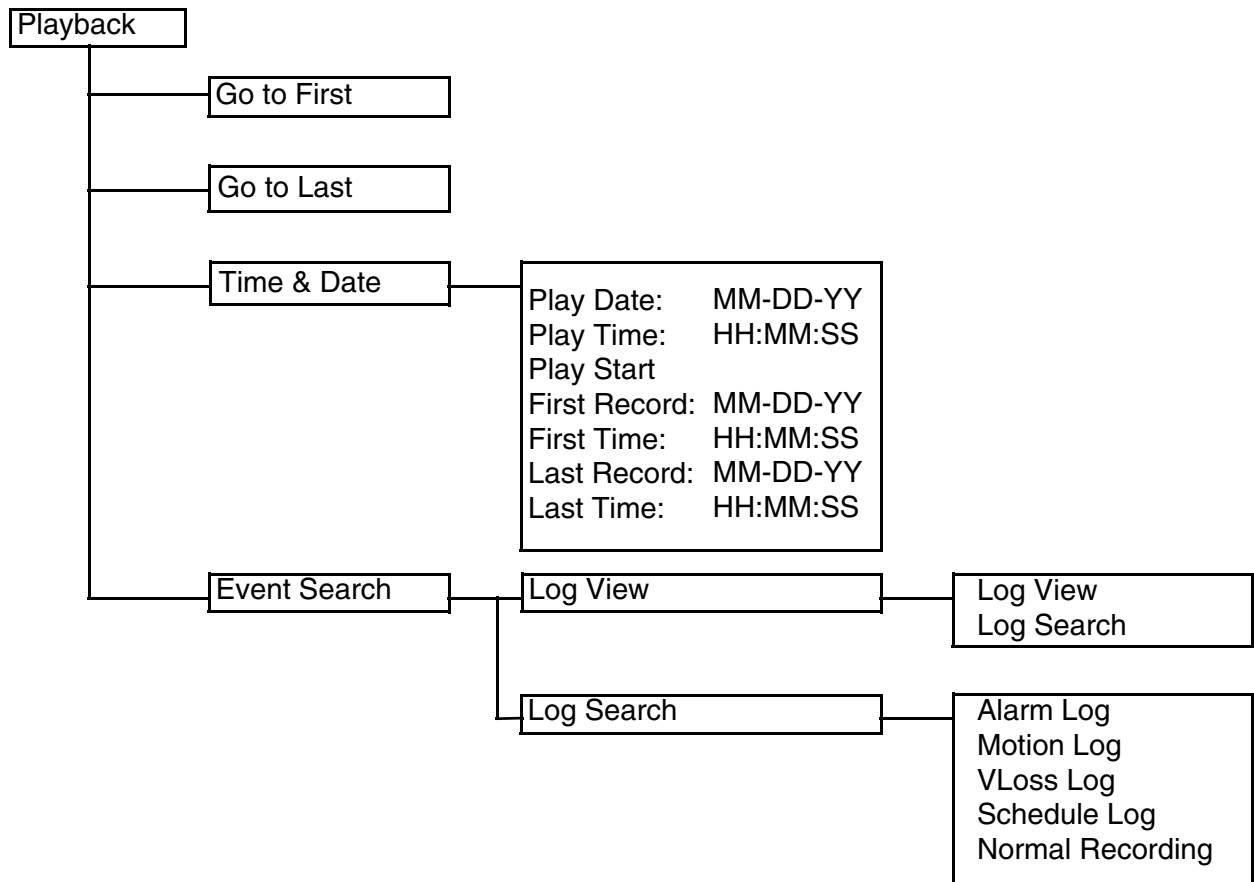 Playback
Go to First
Go to Last
Time & Date
Play Date: MM-DD-YY
Play Time: HH:MM:SS
Play Start
First Record: MM-DD-YY
First Time: HH:MM:SS
Last Record: MM-DD-YY
Last Time: HH:MM:SS
Event Search
Log View
Log View
Log Search
Log Search
Alarm Log
Motion Log
VLoss Log
Schedule Log
Normal Recording